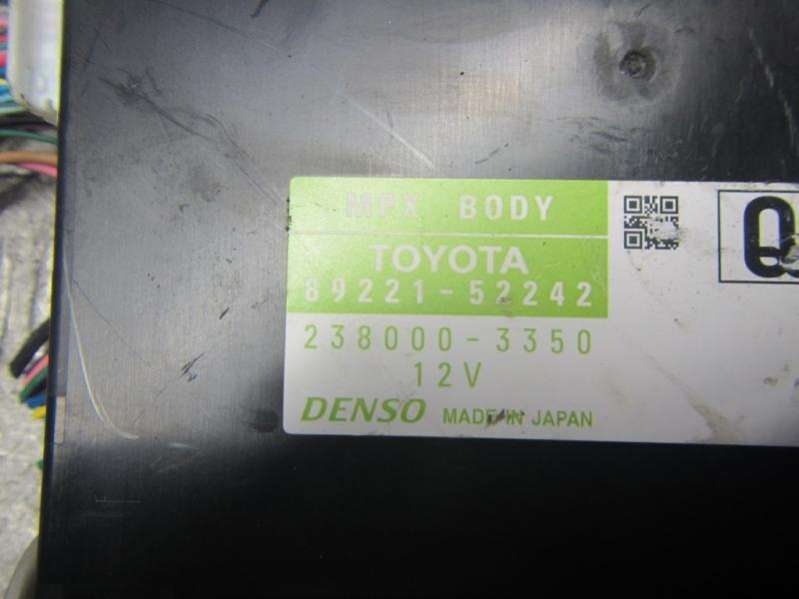 MPX BODY
TOYOTA
89221-52242
238000-3350
12V
DENSO MADE IN JAPAN